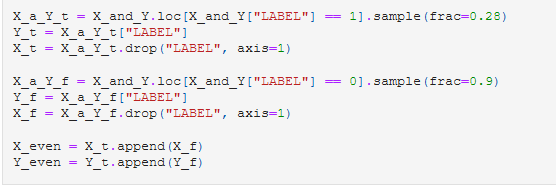 X_a_Y_t = X_and_Y.loc[X_and_Y["LABEL"] == 1].sample(frac=0.28)
Y_t = X_a_Y_t["LABEL"]
X_t = X_a_Y_t.drop("LABEL", axis=1)
X_a_Y_f = X_and_Y.loc[X_and_Y["LABEL"] == 0].sample(frac=0.9)
Y_f = X_a_Y_f["LABEL"]
X_f = X_a_Y_f.drop("LABEL", axis=1)
X_even = X_t.append(X_f)
Y_even = Y_t.append(Y_f)